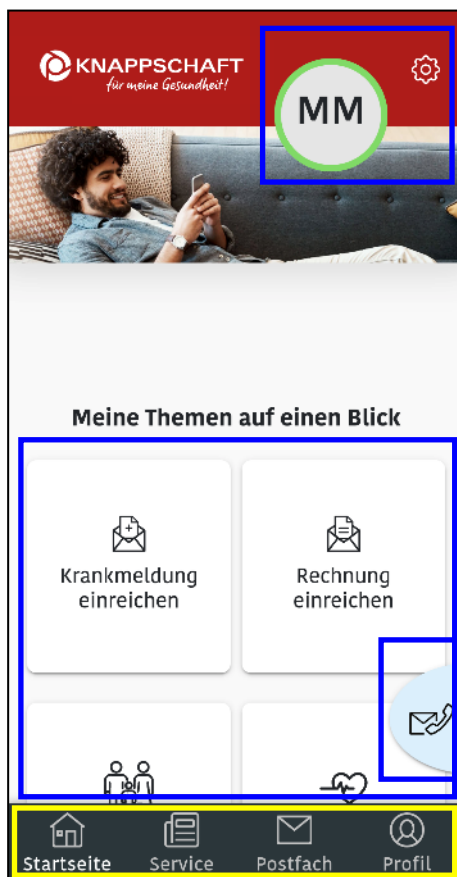 KNAPPSCHAFT
für meine Gesundheit!
MM
Meine Themen auf einen Blick
Krankmeldung
einreichen
Rechnung
einreichen
Startseite
Service
Postfach
Profil